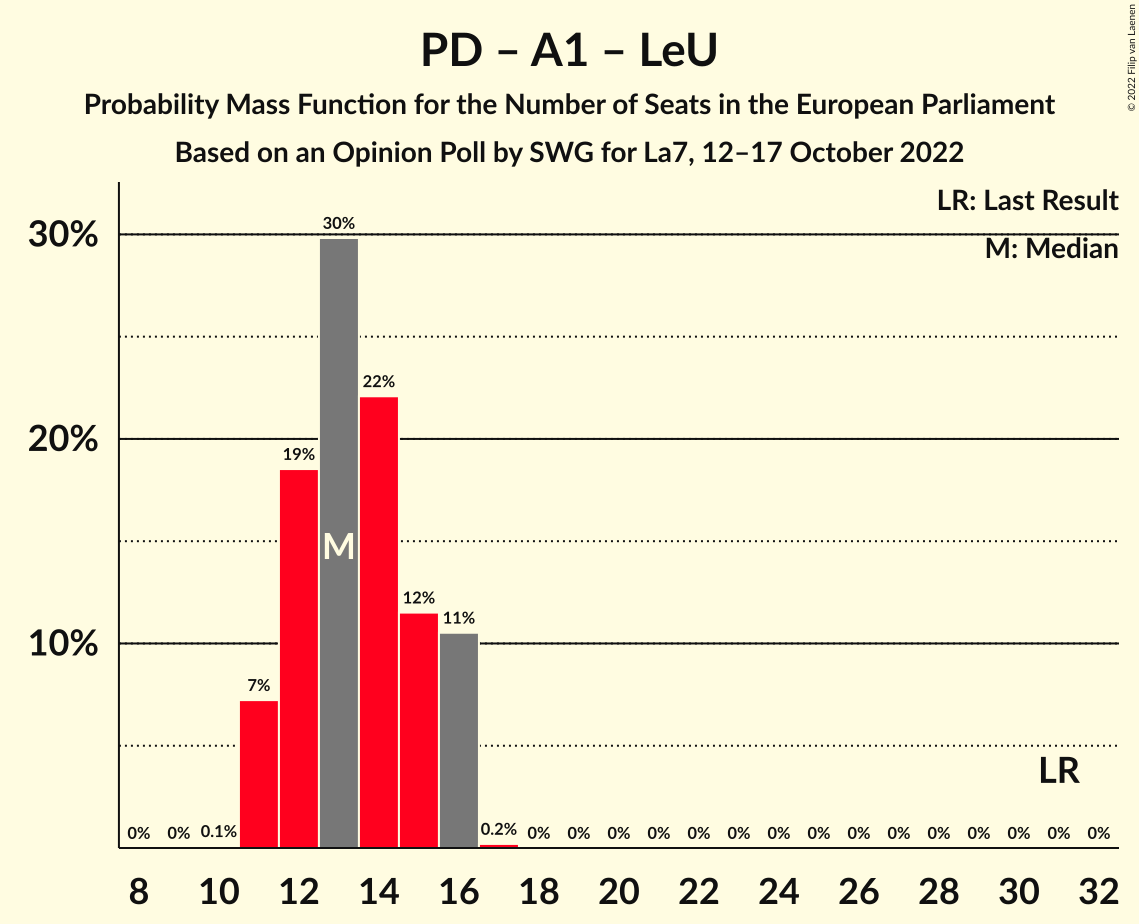 PD – A1 – LeU
Probability Mass Function for the Number of Seats in the European Parliament
Based on an Opinion Poll by SWG for La7, 12–17 October 2022
© 2022 Filip van Laenen
LR: Last Result
M: Median
30%
20%
10%
0% 0% 0.1% 7% 19% 30% 22% 12% 11% 0.2% 0% 0% 0% 0% 0% 0% 0% 0% 0% 0% 0% 0% 0% 0% 0%
M
LR
8 10 12 14 16 18 20 22 24 26 28 30 32